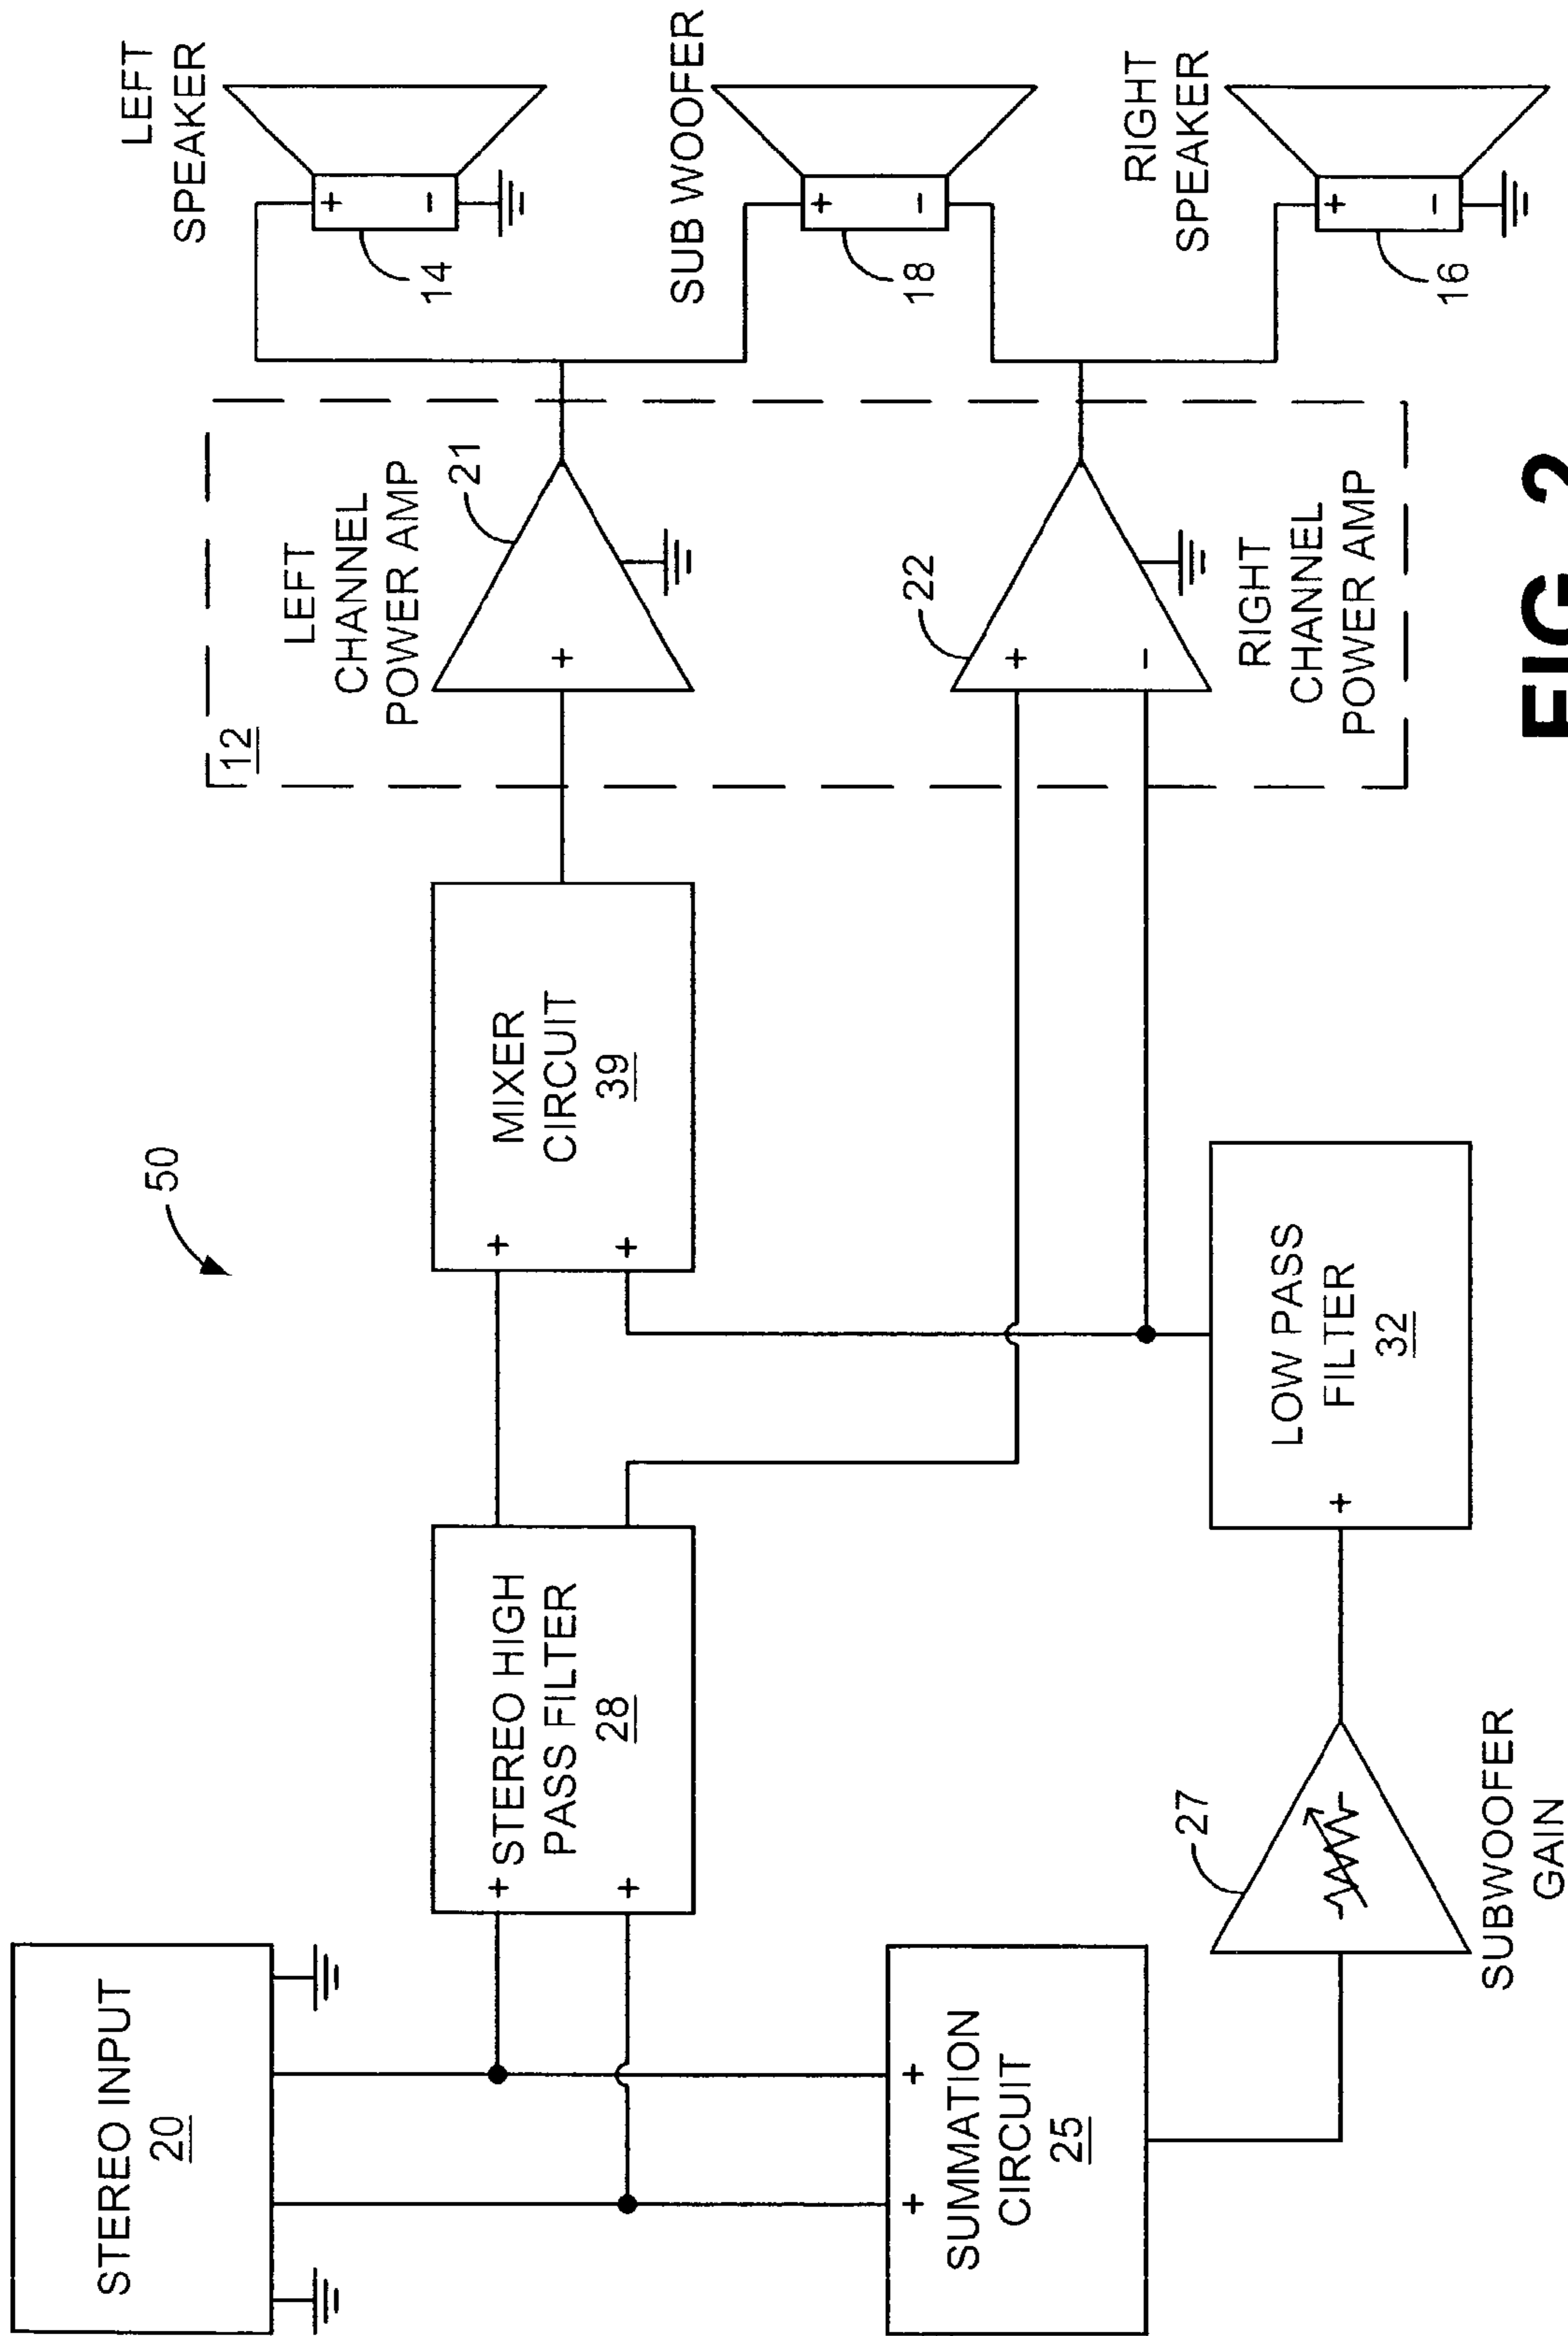 STEREO INPUT
20
+
+
STEREO HIGH
PASS FILTER
28
+
+
SUMMATION
CIRCUIT
25
27
SUBWOOFER
GAIN
50
+
+
MIXER
CIRCUIT
39
+
LOW PASS
FILTER
32
12
LEFT
CHANNEL
POWER AMP
21
+
22
+
-
RIGHT
CHANNEL
POWER AMP
LEFT
SPEAKER
+
-
14
SUB WOOFER
+
-
18
RIGHT
SPEAKER
+
-
16